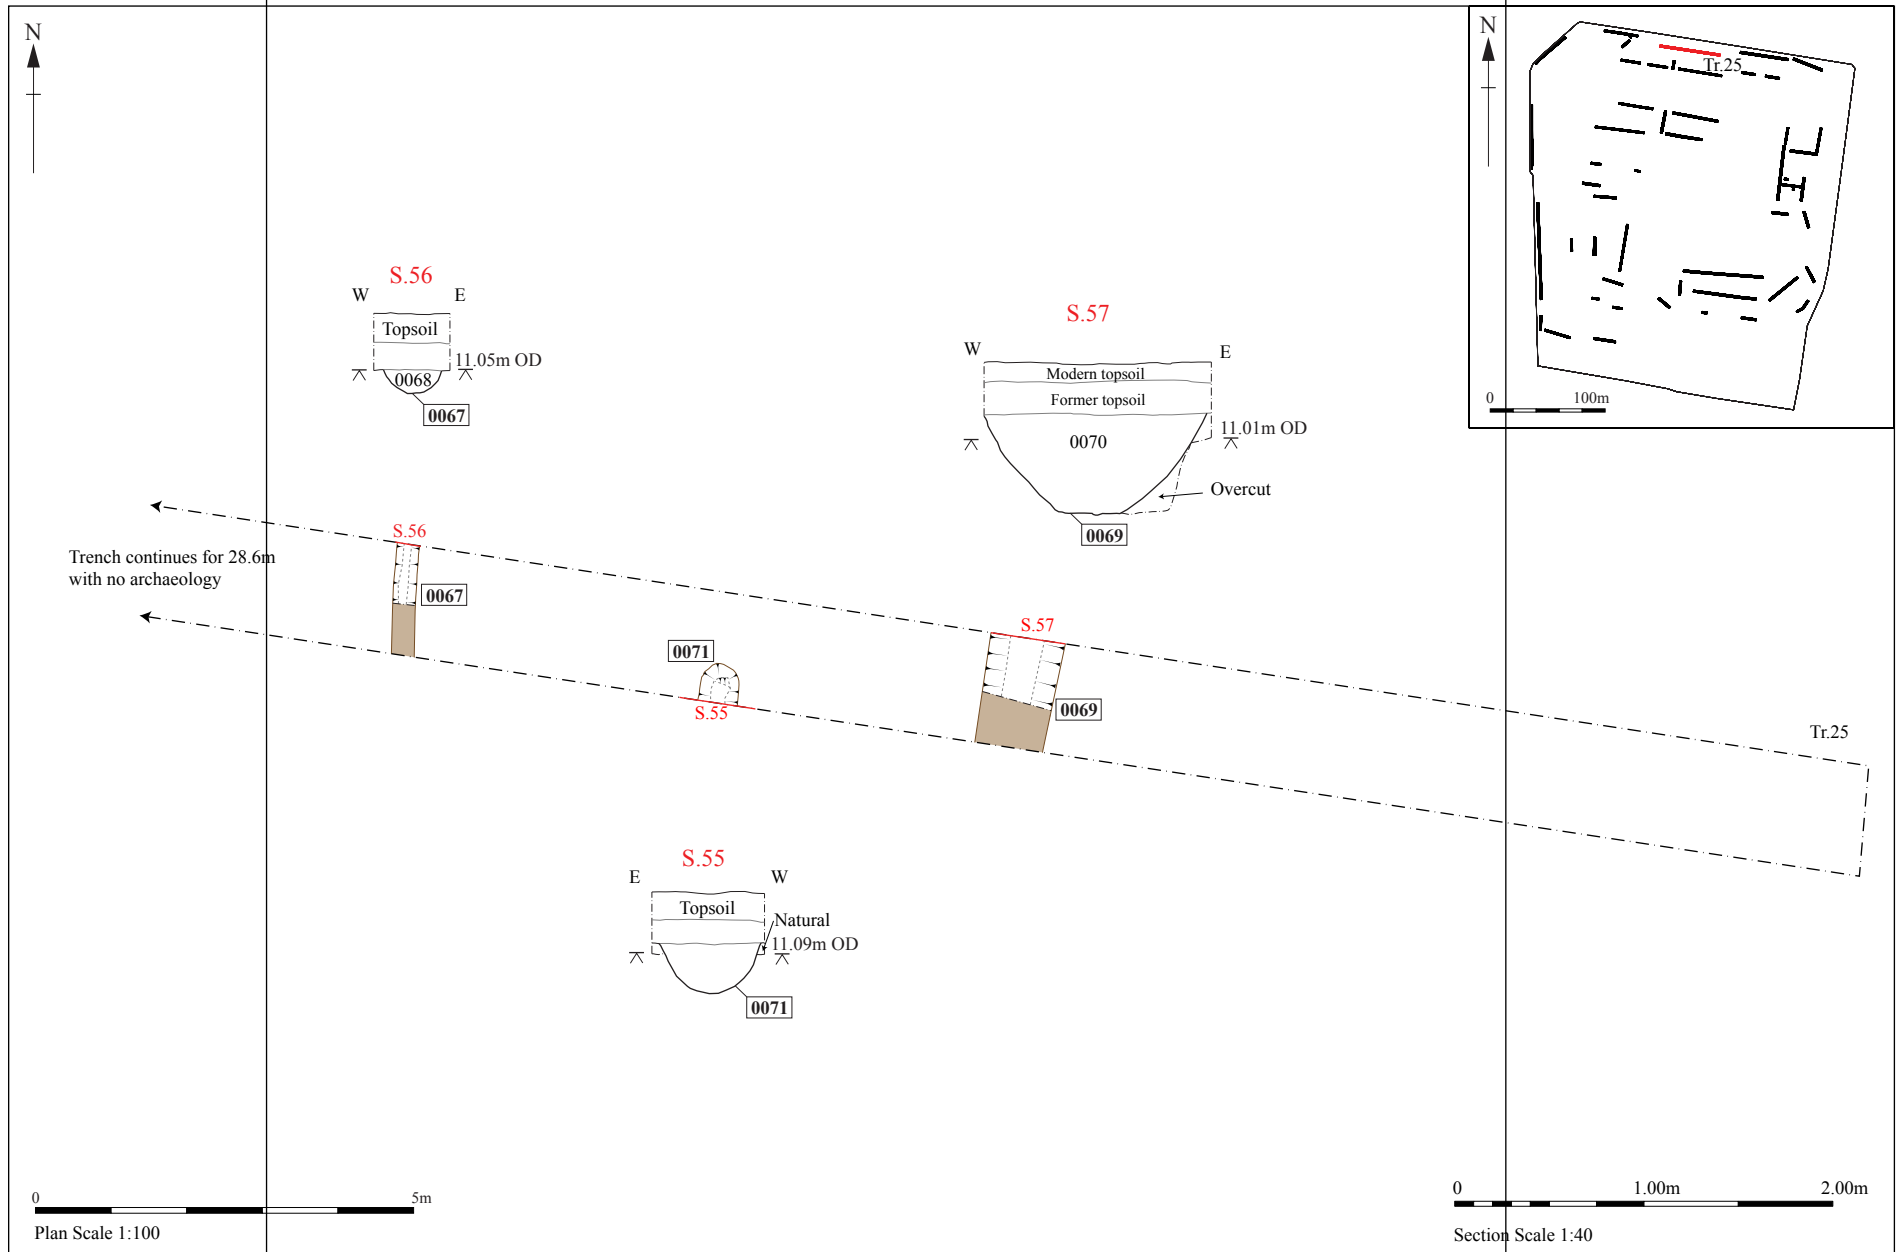 N
N
Tr.25
0
100m
S.56
W
E
Topsoil
11.05m OD
0068
0067
S.57
W
E
Modern topsoil
Former topsoil
0070
11.01m OD
Overcut
0069
Trench continues for 28.6m
with no archaeology
S.56
0067
0071
S.55
S.57
0069
Tr.25
S.55
E
W
Topsoil
Natural
11.09m OD
0071
0
5m
Plan Scale 1:100
0
1.00m
2.00m
Section Scale 1:40